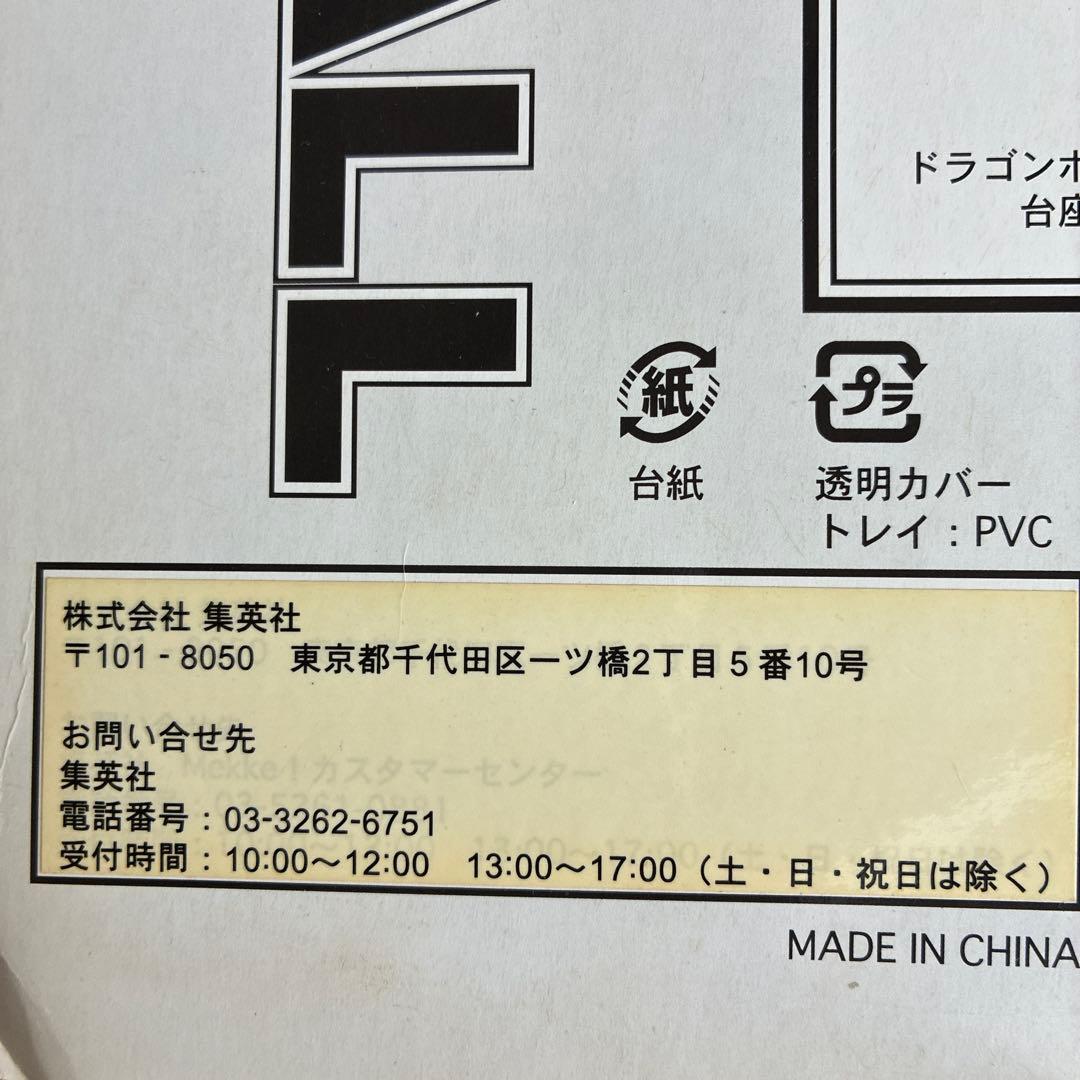 LL
ドラゴンボ
台座
紙
プラ
台紙
透明カバー
トレイ：PVC
株式会社 集英社
〒101 - 8050 東京都千代田区一ツ橋2丁目5番10号
お問い合せ先
集英社
電話番号：03-3262-6751
受付時間：10:00～12:00 13:00～17:00（土・日・祝日は除く）
MADE IN CHINA